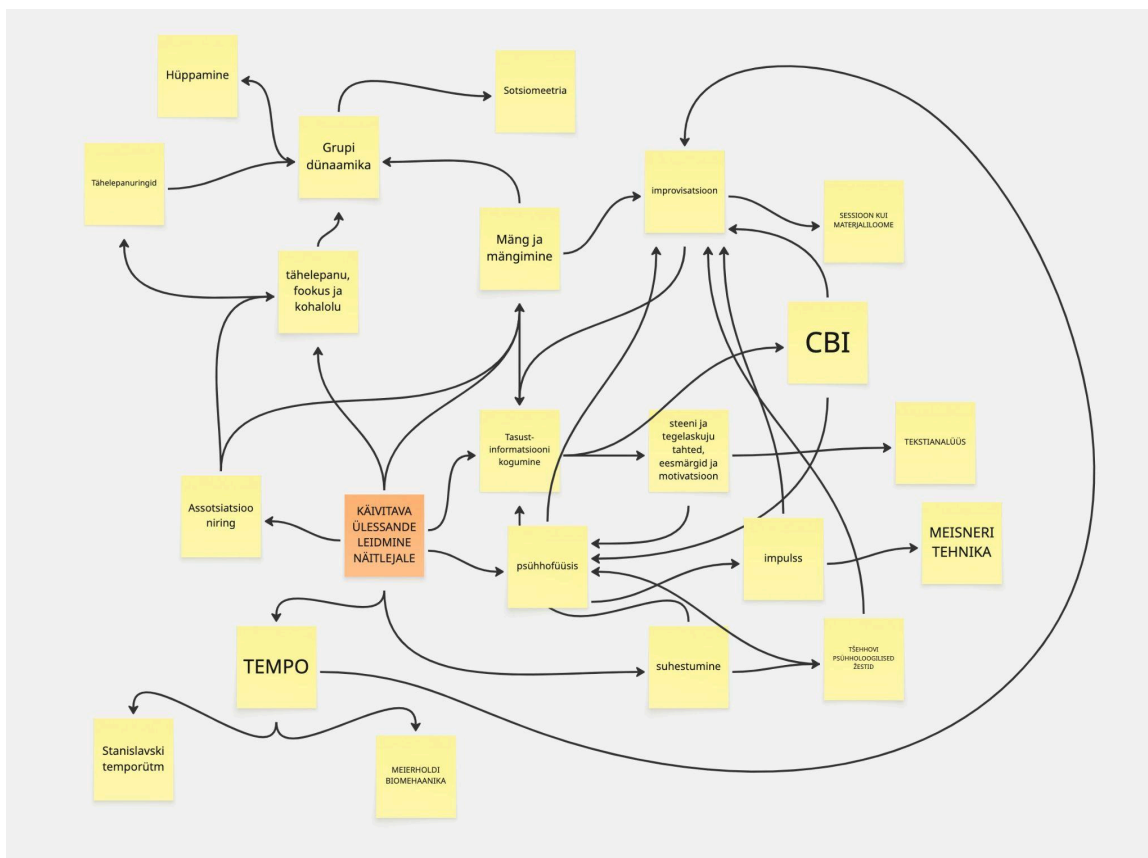 Hüppamine
Sotsiomeetria
Grupi
dünaamika
Tähelepanuringid
improvisatsioon
SESSIOON KUI
MATERJALILOOME
Mäng ja
mängimine
tähelepanu,
fookus ja
kohalolu
CBI
Tasust-
informatsiooni
kogumine
steeni ja
tegelaskuju
tahted,
eesmärgid ja
motivatsioon
TEKSTIANALÜÜS
Assotsiatsioo
niring
KÄIVITAVA
ÜLESSANDE
LEIDMINE
NÄITLEJALE
psühhofüüsis
impulss
MEISNERI
TEHNIKA
TEMPO
suhestumine
TŠEHHOVI
PSÜHHOLOOGILISED
ŽESTID
Stanislavski
temporütm
MEIERHOLDI
BIOMEHAANIKA